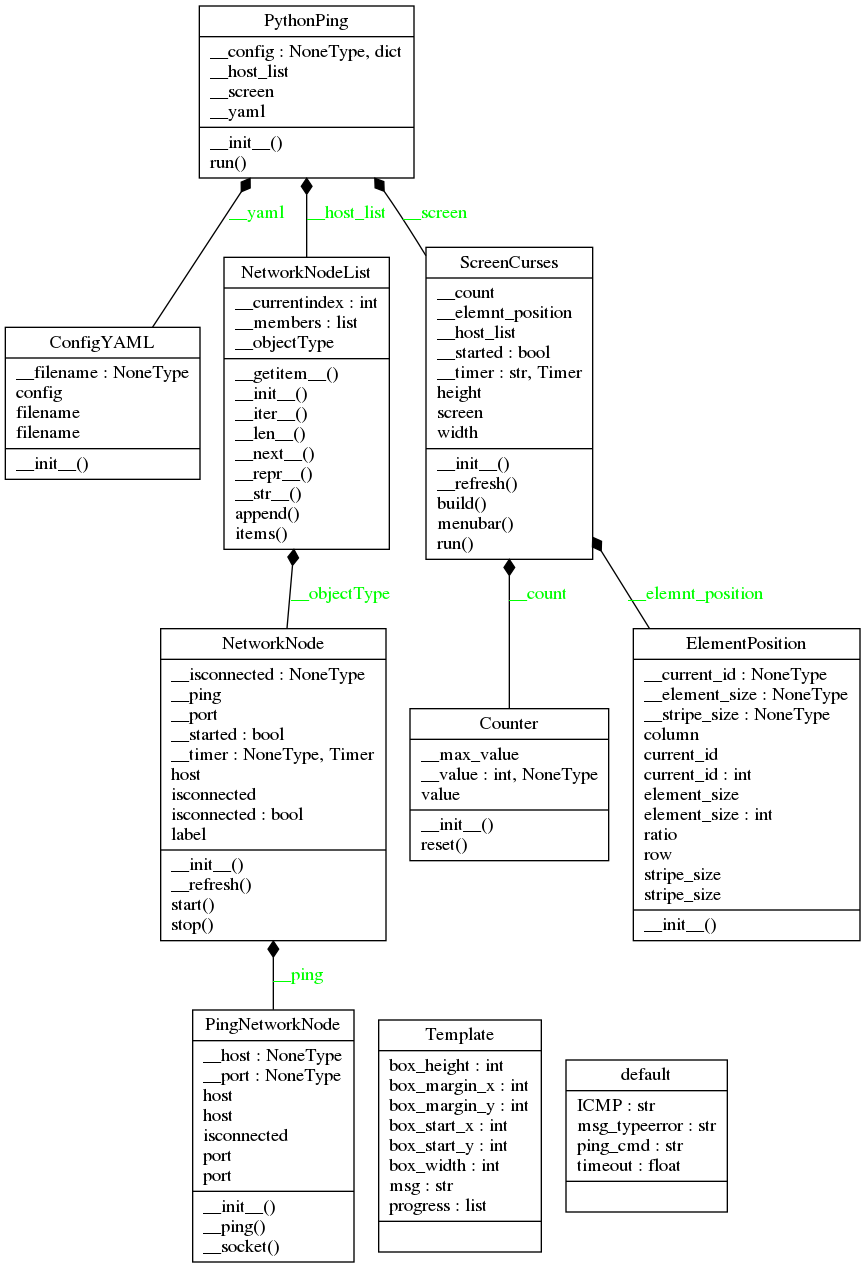 PythonPing
__config : NoneType, dict
__host_list
__screen
__yaml
__init__()
run()
__yaml
__host_list
__screen
ConfigYAML
__filename : NoneType
config
filename
filename
__init__()
NetworkNodeList
__currentindex : int
__members : list
__objectType
__getitem__()
__init__()
__iter__()
__len__()
__next__()
__repr__()
__str__()
append()
items()
ScreenCurses
__count
__elemnt_position
__host_list
__started : bool
__timer : str, Timer
height
screen
width
__init__()
__refresh()
build()
menubar()
run()
__objectType
__count
__elemnt_position
NetworkNode
__isconnected : NoneType
__ping
__port
__started : bool
__timer : NoneType, Timer
host
isconnected
isconnected : bool
label
__init__()
__refresh()
start()
stop()
Counter
__max_value
__value : int, NoneType
value
__init__()
reset()
ElementPosition
__current_id : NoneType
__element_size : NoneType
__stripe_size : NoneType
column
current_id
current_id : int
element_size
element_size : int
ratio
row
stripe_size
stripe_size
__init__()
__ping
PingNetworkNode
__host : NoneType
__port : NoneType
host
host
isconnected
port
port
__init__()
__ping()
__socket()
Template
box_height : int
box_margin_x : int
box_margin_y : int
box_start_x : int
box_start_y : int
box_width : int
msg : str
progress : list
default
ICMP : str
msg_typeerror : str
ping_cmd : str
timeout : float